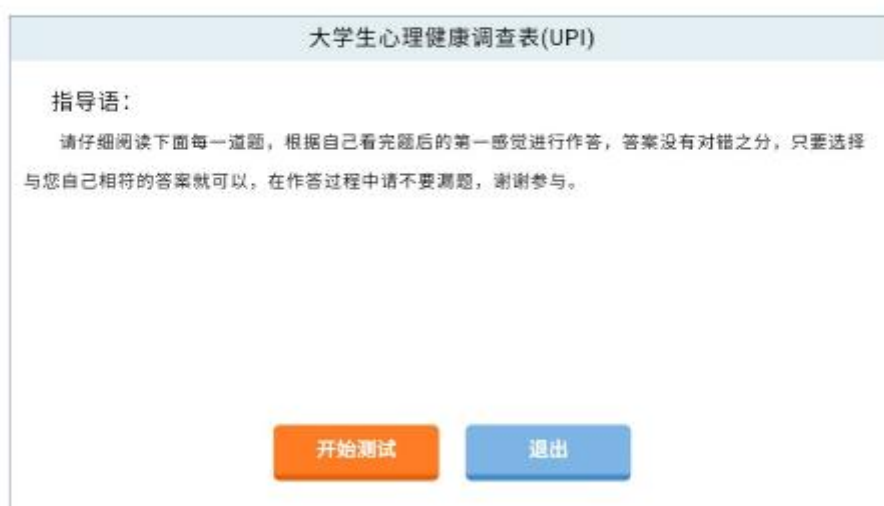 大学生心理健康调查表(UPI)
指导语：
请仔细阅读下面每一道题，根据自己看完题后的第一感觉进行作答，答案没有对错之分，只要选择
与您自己相符的答案就可以，在作答过程中请不要漏题，谢谢参与。
开始测试
退出